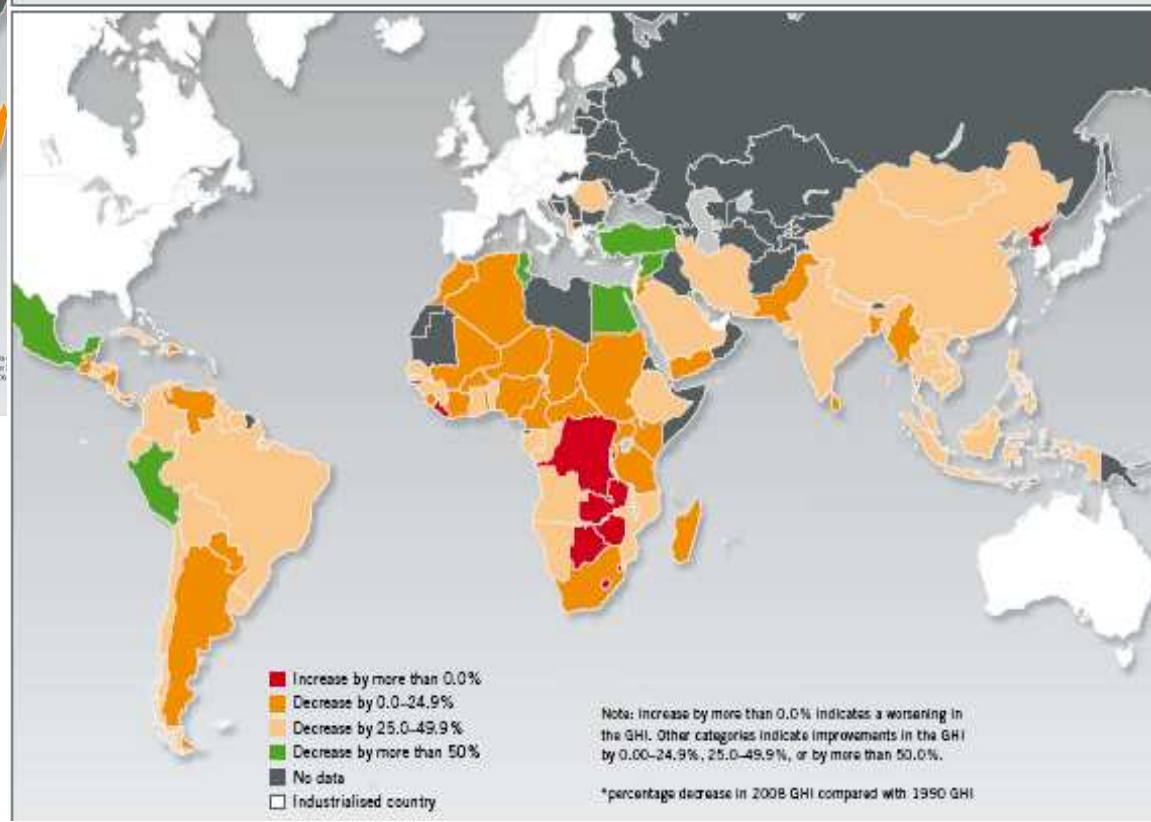 Increase by more than 0.0%
Decrease by 0.0–24.9%
Decrease by 25.0–49.9%
Decrease by more than 50%
No data
Industrialised country
Note: Increase by more than 0.0% indicates a worsening in
the GHI. Other categories indicate improvements in the GHI
by 0.00–24.9%, 25.0–49.9%, or by more than 50.0%.
*percentage decrease in 2008 GHI compared with 1990 GHI